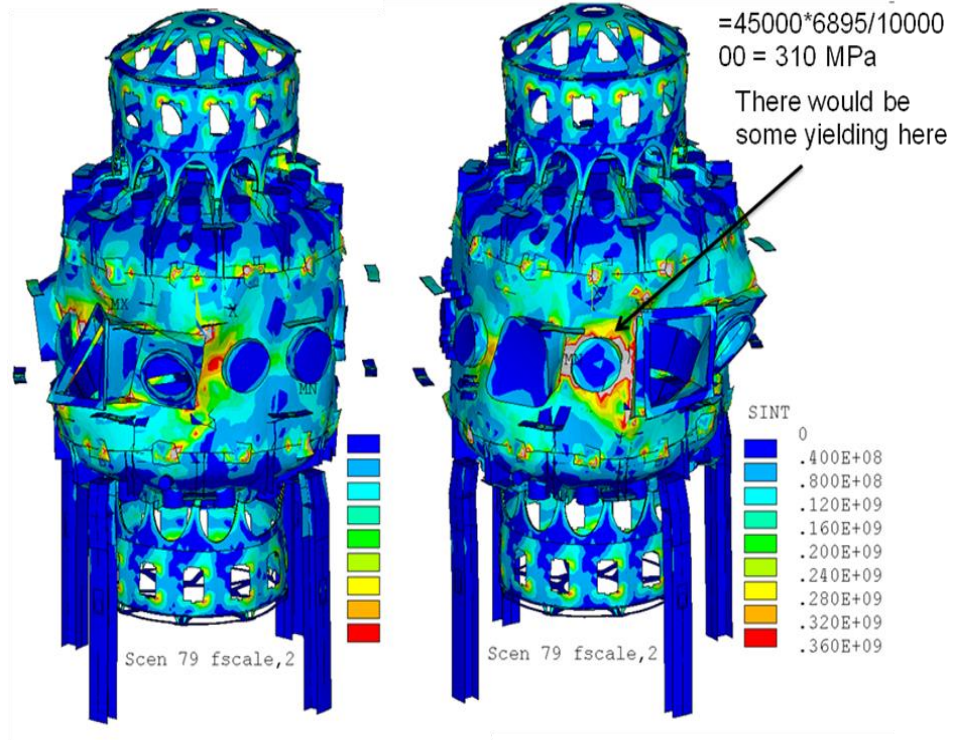 =45000*6895/10000
00 = 310 MPa
There would be
some yielding here
MX
X
MN
MN
SINT
0
.400E+08
.800E+08
.120E+09
.160E+09
.200E+09
.240E+09
.280E+09
.320E+09
.360E+09
Scen 79 fscale,2
Scen 79 fscale,2